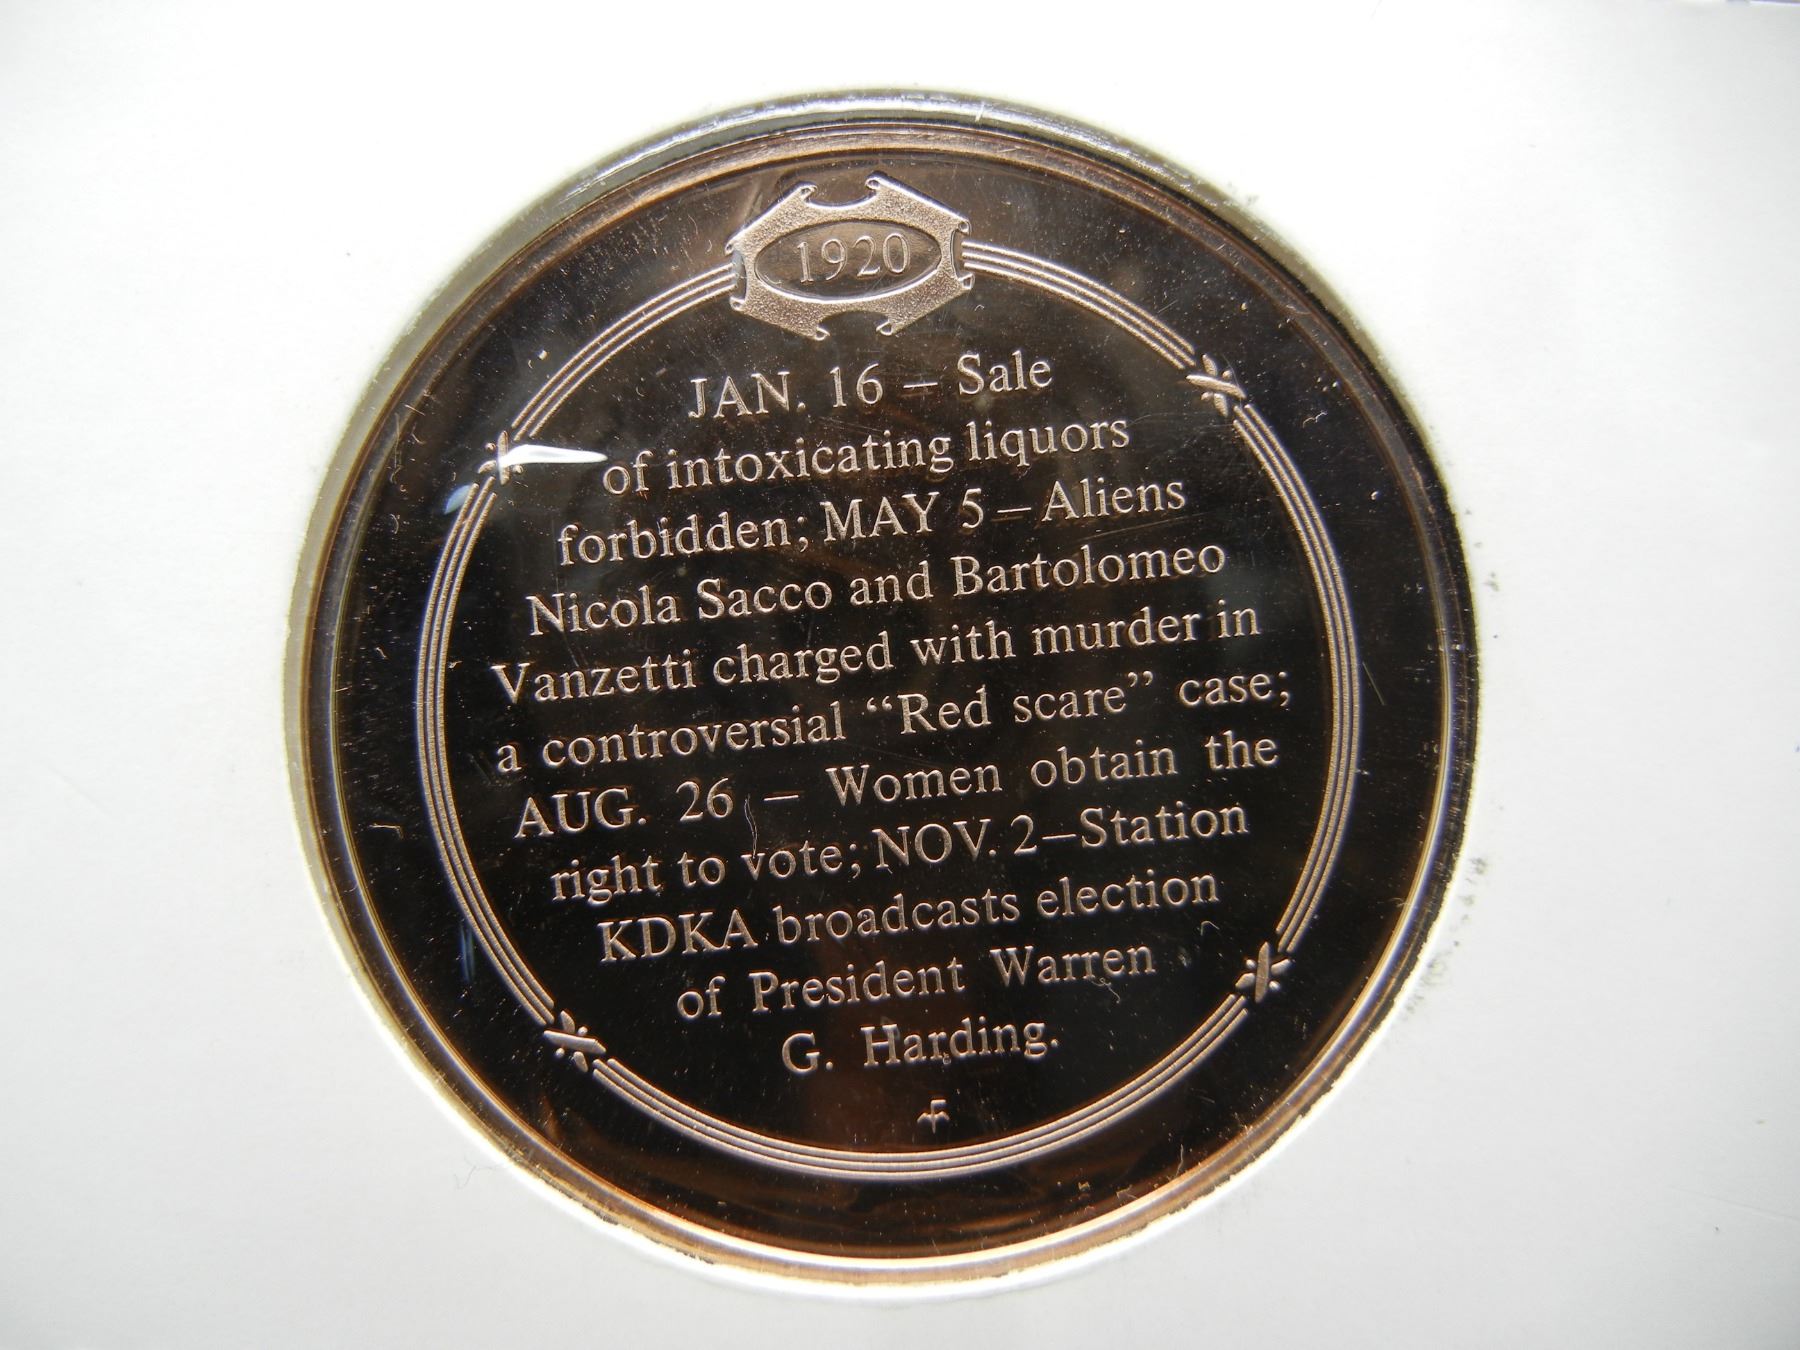 1920
JAN. 16 – Sale
of intoxicating liquors
forbidden; MAY 5 – Aliens
Nicola Sacco and Bartolomeo
Vanzetti charged with murder in
a controversial “Red scare” case;
AUG. 26 – Women obtain the
right to vote; NOV. 2–Station
KDKA broadcasts election
of President Warren
G. Harding.